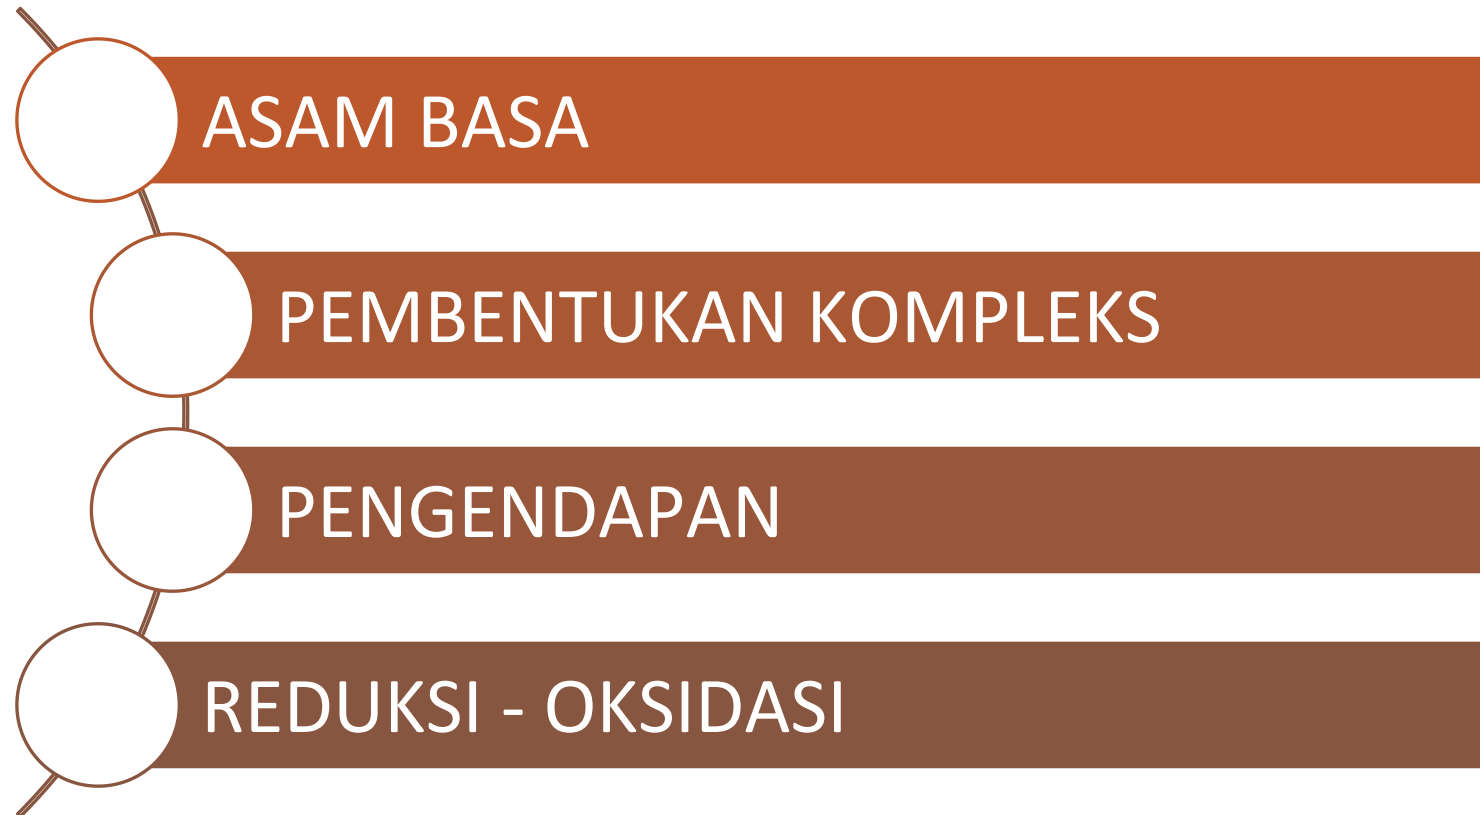 ASAM BASA
PEMBENTUKAN KOMPLEKS
PENGENDAPAN
REDUKSI - OKSIDASI